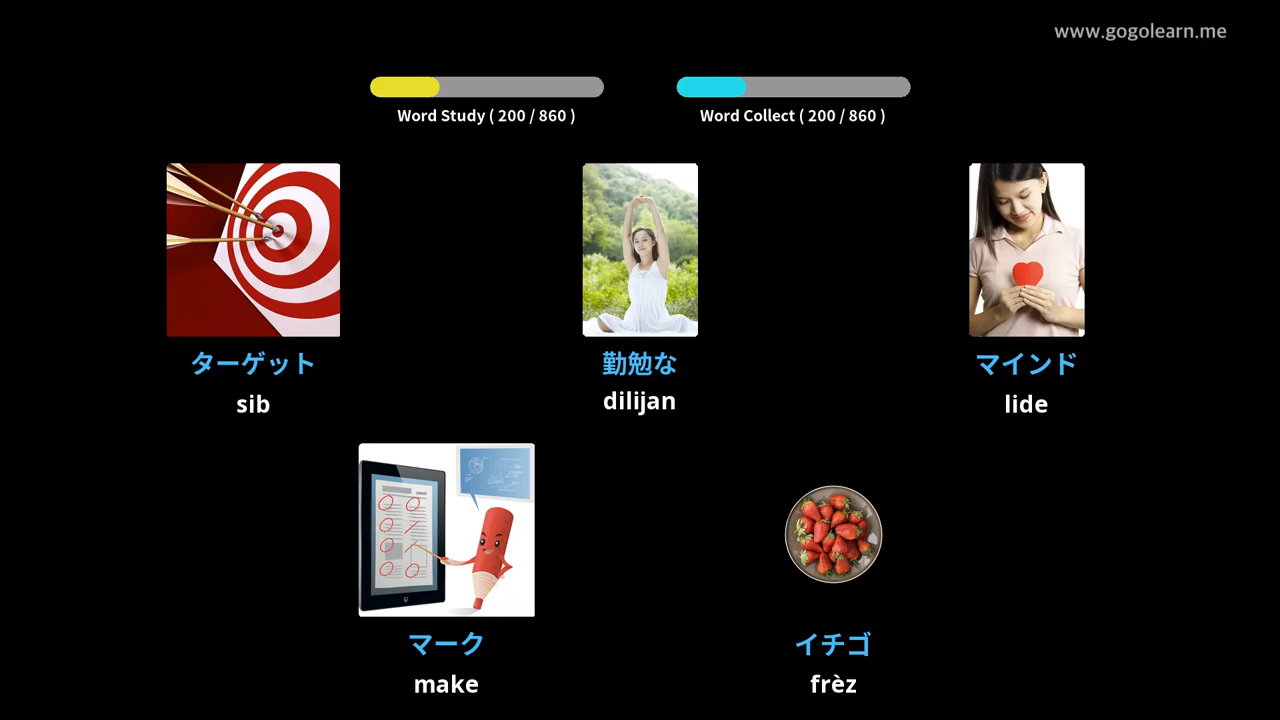 www.gogolearn.me
Word Study ( 200 / 860 )
Word Collect ( 200 / 860 )
ターゲット
sib
勤勉な
dilijan
マインド
lide
マーク
make
イチゴ
frèz